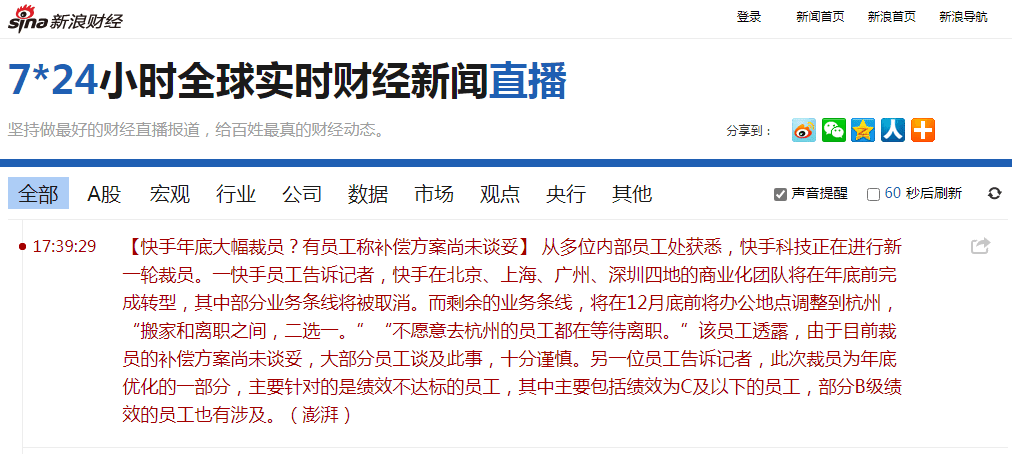 sina新浪财经
登录 新闻首页 新浪首页 新浪导航
7*24小时全球实时财经新闻直播
坚持做最好的财经直播报道，给百姓最真的财经动态。
分享到：
全部 A股 宏观 行业 公司 数据 市场 观点 央行 其他 声音提醒 60 秒后刷新
17:39:29 【快手年底大幅裁员？有员工称补偿方案尚未谈妥】 从多位内部员工处获悉，快手科技正在进行新
一轮裁员。一快手员工告诉记者，快手在北京、上海、广州、深圳四地的商业化团队将在年底前完
成转型，其中部分业务条线将被取消。而剩余的业务条线，将在12月底前将办公地点调整到杭州，
“搬家和离职之间，二选一。”“不愿意去杭州的员工都在等待离职。”该员工透露，由于目前裁
员的补偿方案尚未谈妥，大部分员工谈及此事，十分谨慎。另一位员工告诉记者，此次裁员为年底
优化的一部分，主要针对的是绩效不达标的员工，其中主要包括绩效为C及以下的员工，部分B级绩
效的员工也有涉及。（澎湃）